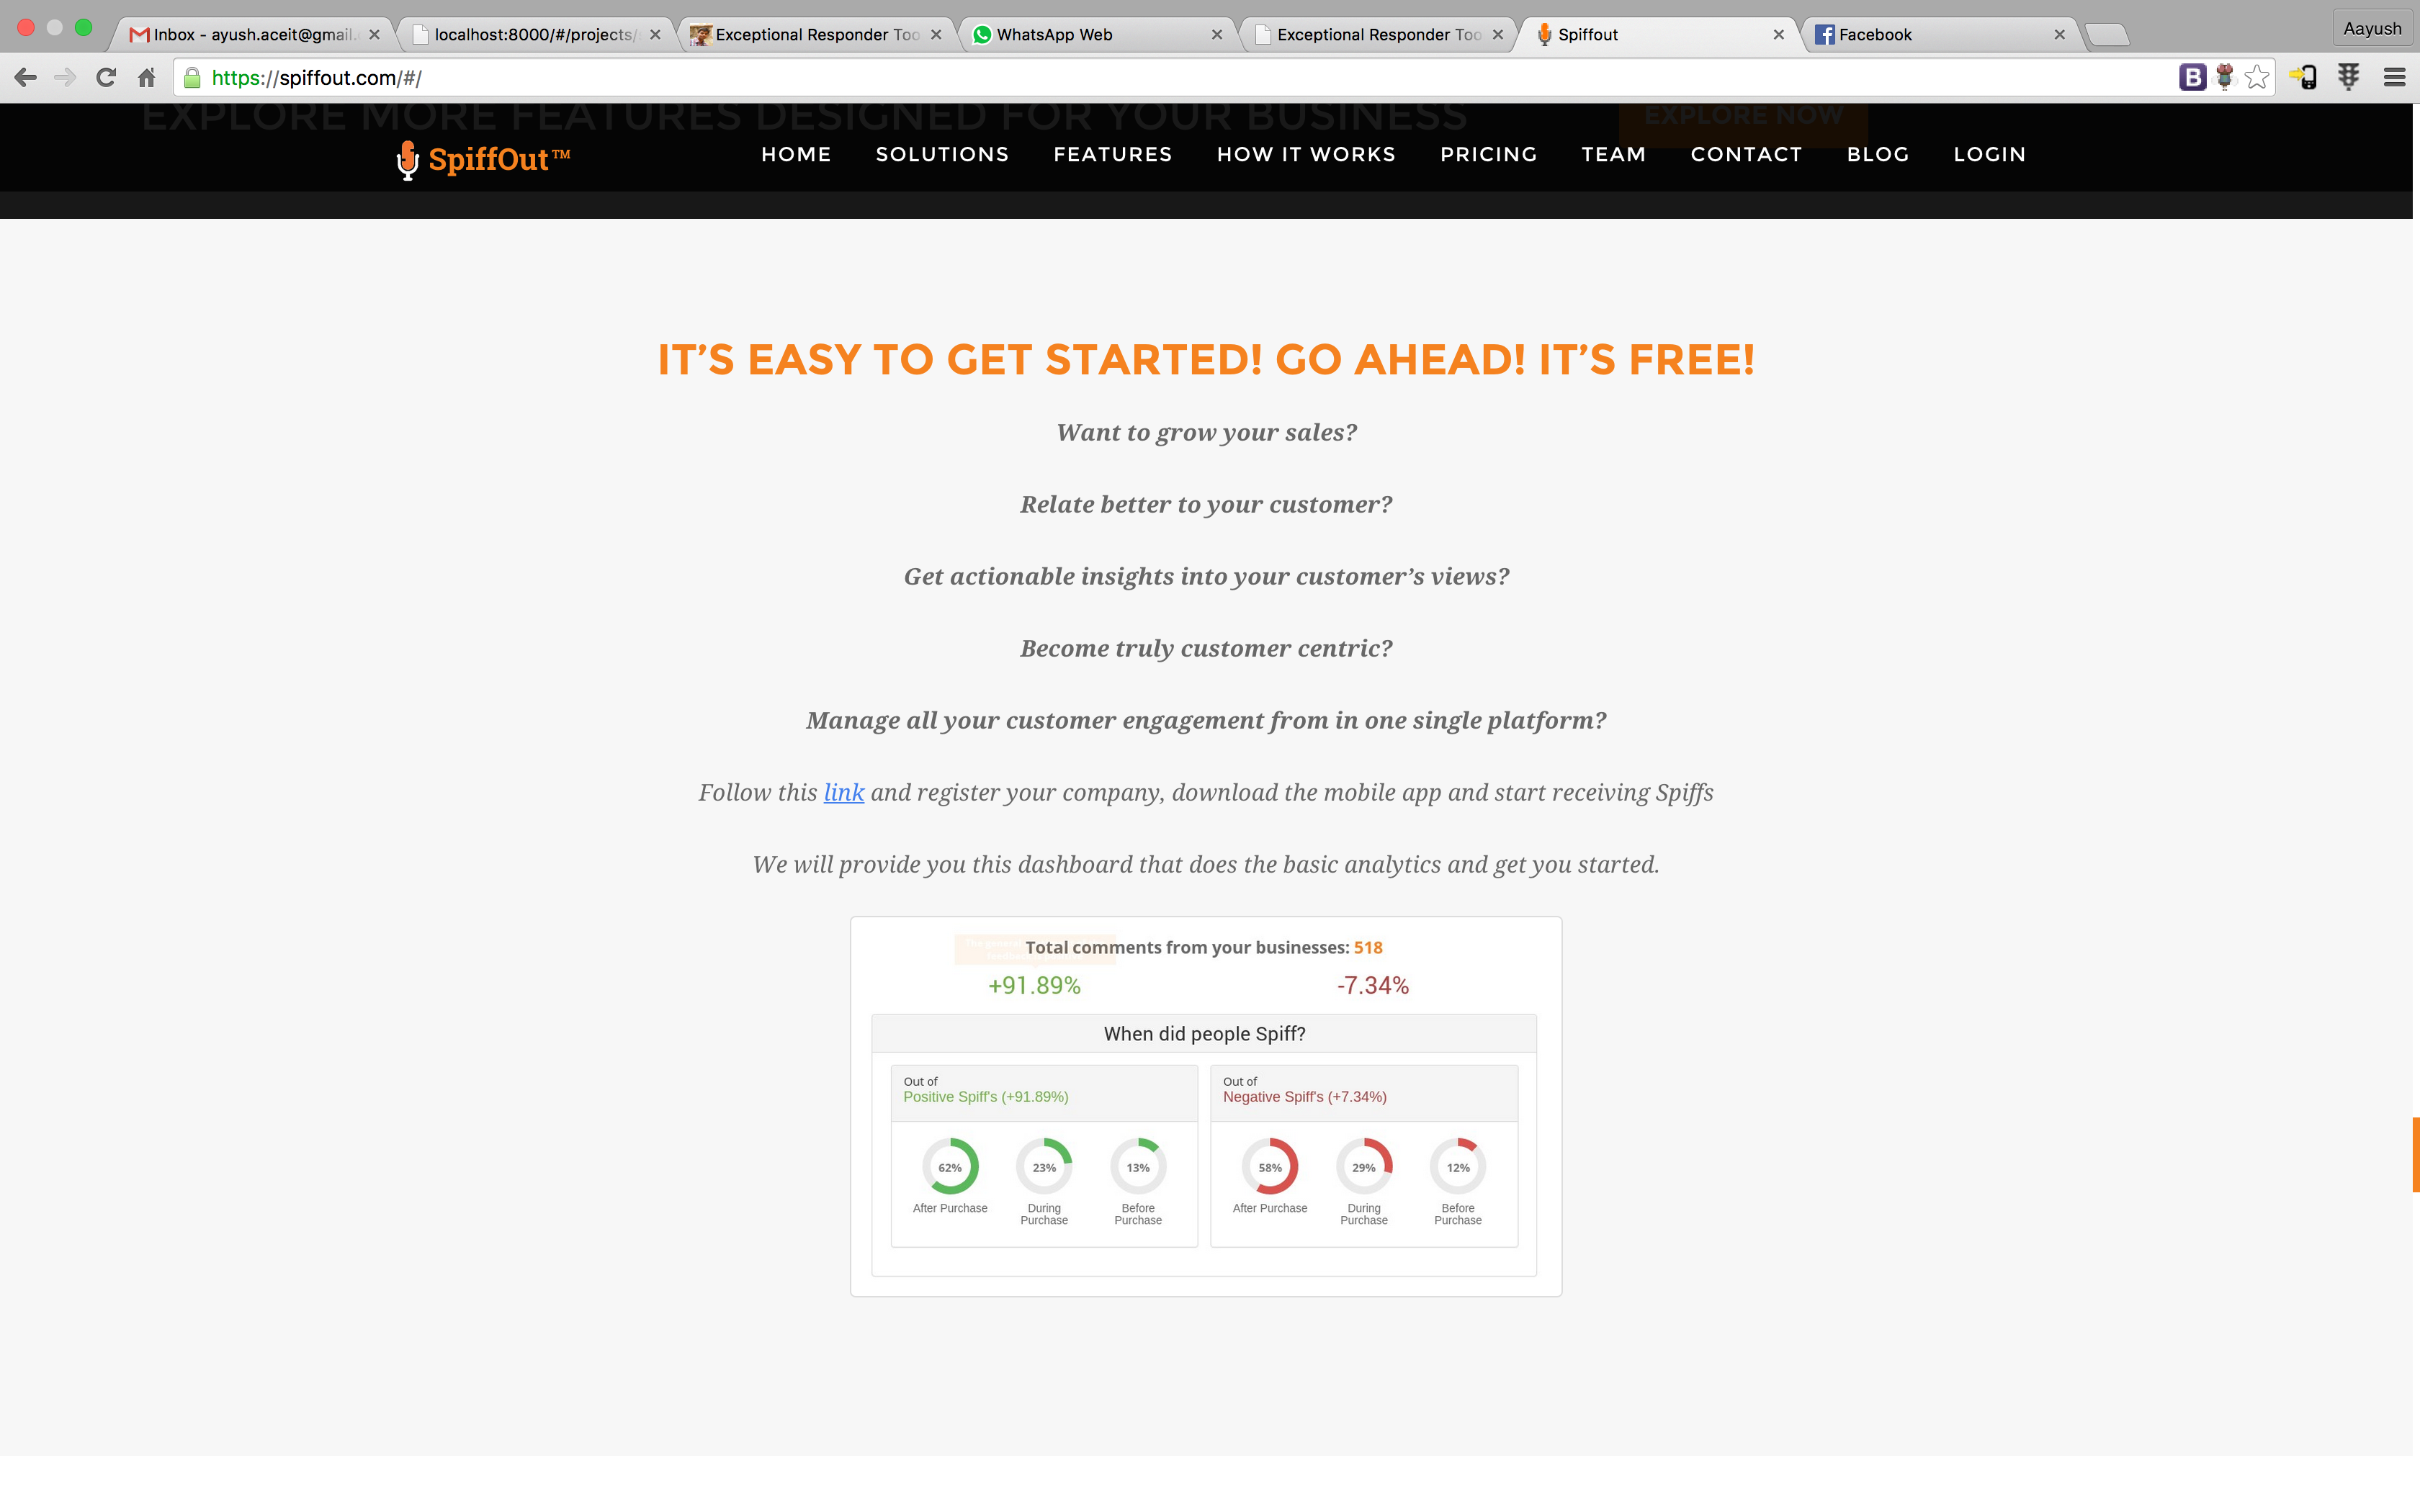 Inbox - ayush.aceit@gmail.
localhost:8000/#/projects/
Exceptional Responder Too
WhatsApp Web
Exceptional Responder Too
Spiffout
Facebook
Aayush
https://spiffout.com/#/
EXPLORE MORE FEATURES DESIGNED FOR YOUR BUSINESS
EXPLORE NOW
SpiffOut™
HOME
SOLUTIONS
FEATURES
HOW IT WORKS
PRICING
TEAM
CONTACT
BLOG
LOGIN
IT’S EASY TO GET STARTED! GO AHEAD! IT’S FREE!
Want to grow your sales?
Relate better to your customer?
Get actionable insights into your customer’s views?
Become truly customer centric?
Manage all your customer engagement from in one single platform?
Follow this link and register your company, download the mobile app and start receiving Spiffs
We will provide you this dashboard that does the basic analytics and get you started.
Total comments from your businesses: 518
+91.89%
-7.34%
When did people Spiff?
Out of
Positive Spiff's (+91.89%)
62%
After Purchase
23%
During
Purchase
13%
Before
Purchase
Out of
Negative Spiff's (+7.34%)
58%
After Purchase
29%
During
Purchase
12%
Before
Purchase